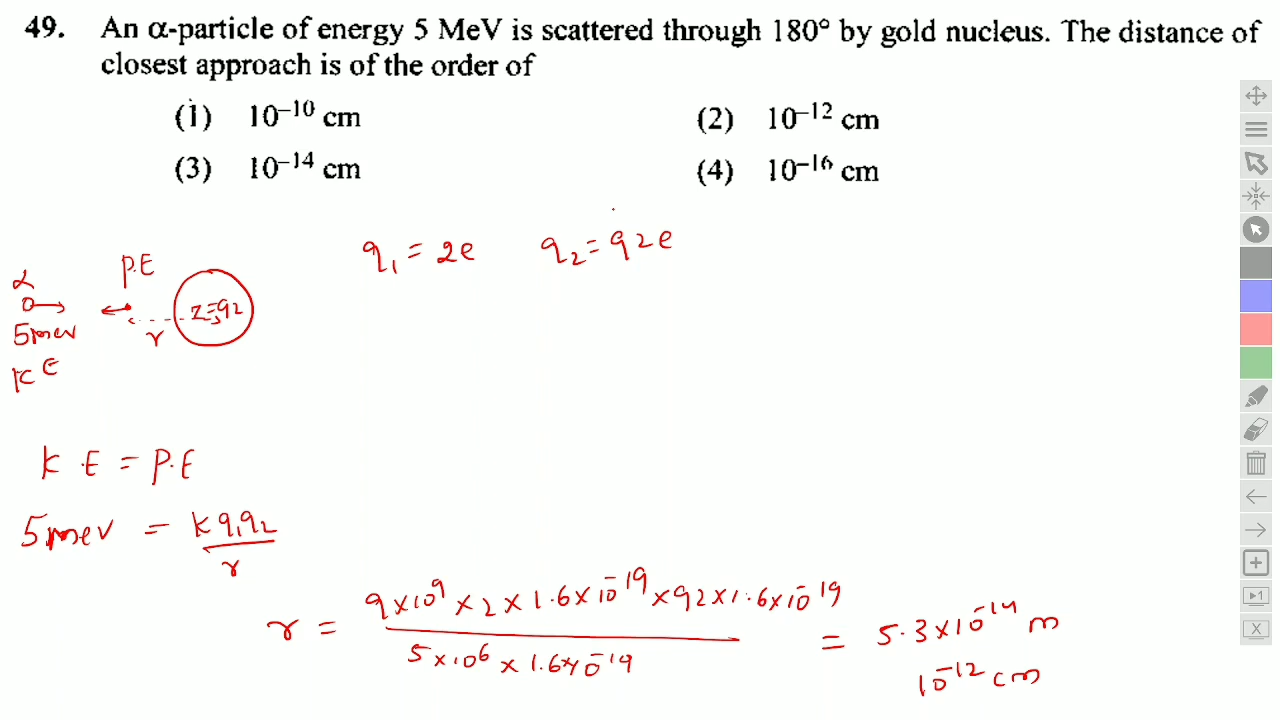 49. An α-particle of energy 5 MeV is scattered through 180° by gold nucleus. The distance of
closest approach is of the order of
(1) 10⁻¹⁰ cm (2) 10⁻¹² cm
(3) 10⁻¹⁴ cm (4) 10⁻¹⁶ cm
q₁ = 2e q₂ = 92e
P.E
α
z=92
5mev
r
KE
K.E = P.E
5mev = kq₁q₂/r
r = 9×10⁹ × 2 × 1.6×10⁻¹⁹ × 92×1.6×10⁻¹⁹ / 5×10⁶ × 1.6×10⁻¹⁹ = 5.3×10⁻¹⁴ m
10⁻¹² cm